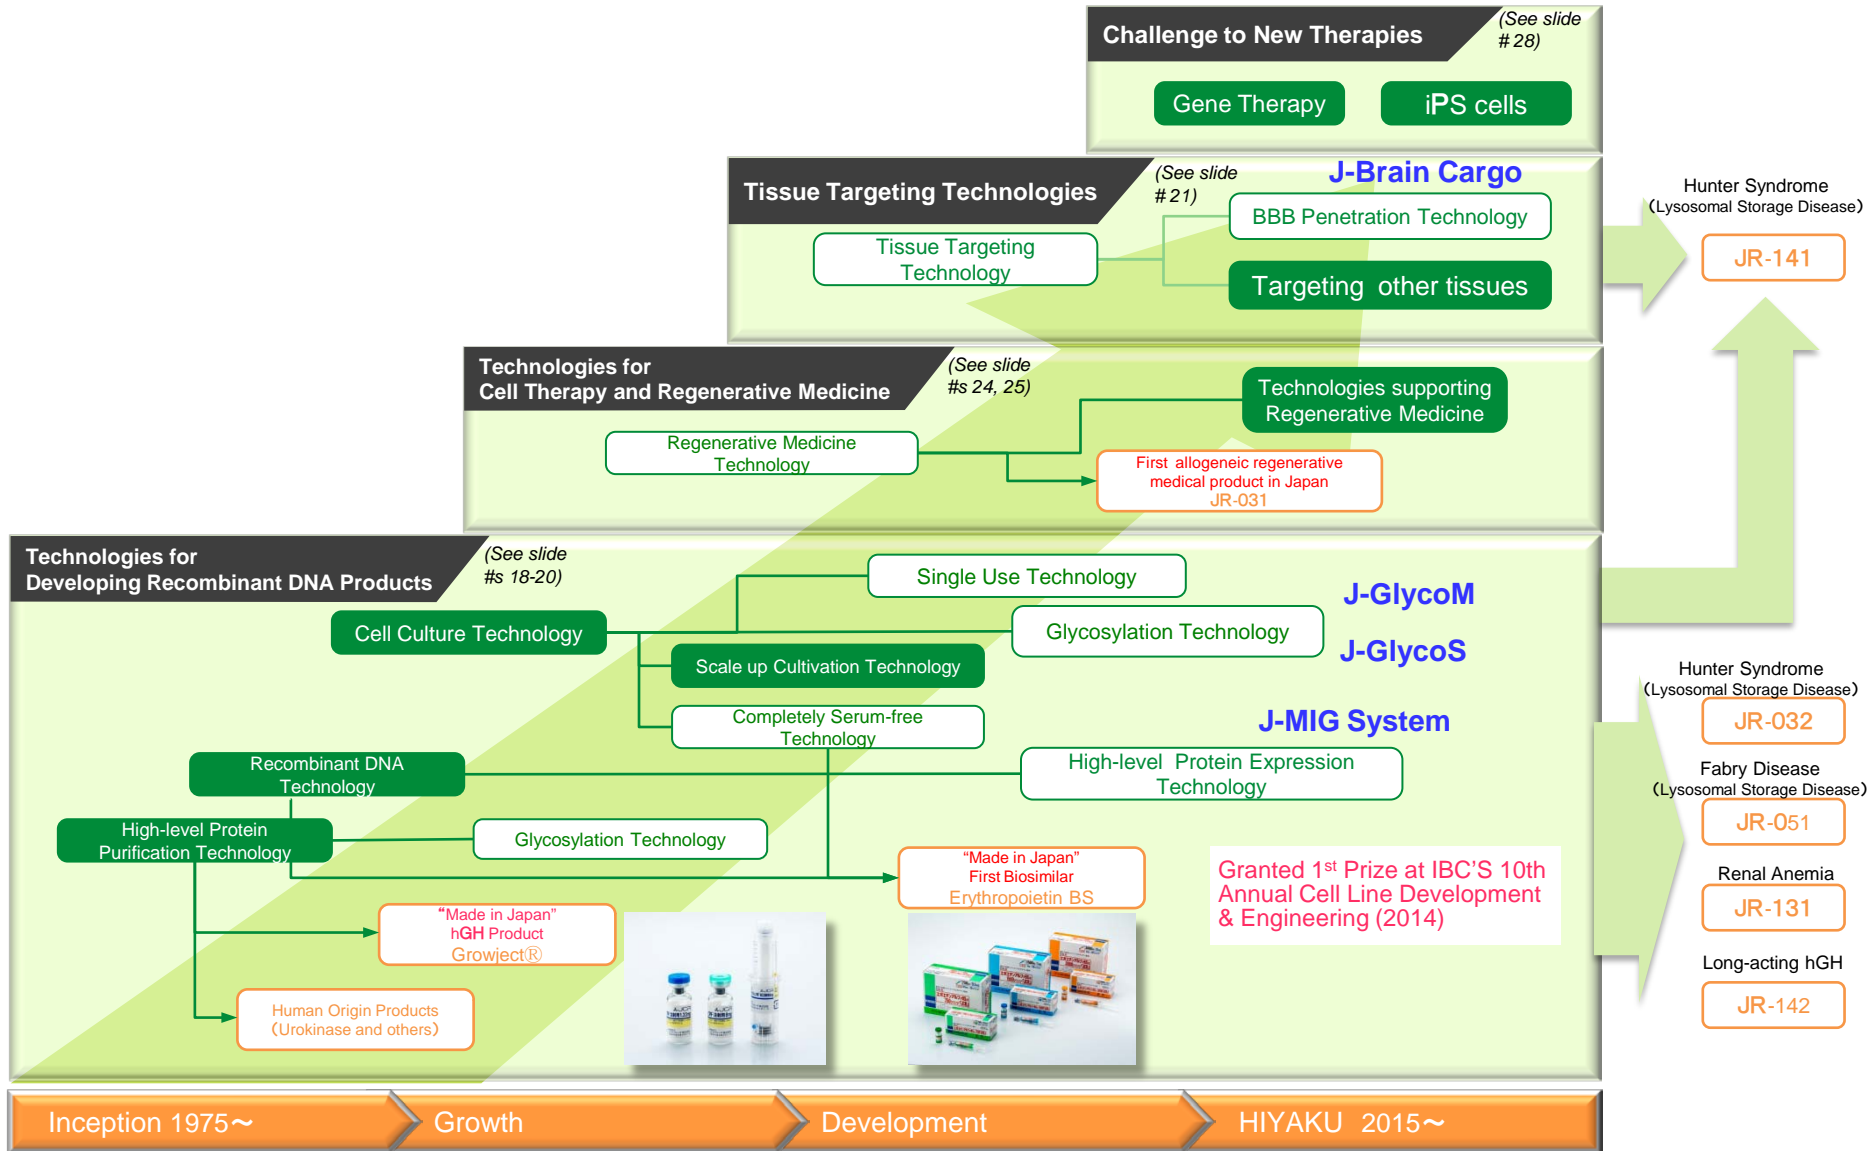 Challenge to New Therapies
(See slide
# 28)
Gene Therapy
iPS cells
Tissue Targeting Technologies
(See slide
# 21)
J-Brain Cargo
BBB Penetration Technology
Tissue Targeting
Technology
Targeting other tissues
Hunter Syndrome
(Lysosomal Storage Disease)
JR-141
Technologies for
Cell Therapy and Regenerative Medicine
(See slide
#s 24, 25)
Technologies supporting
Regenerative Medicine
Regenerative Medicine
Technology
First allogeneic regenerative
medical product in Japan
JR-031
Technologies for
Developing Recombinant DNA Products
(See slide
#s 18-20)
Single Use Technology
J-GlycoM
Cell Culture Technology
Glycosylation Technology
J-GlycoS
Scale up Cultivation Technology
Completely Serum-free
Technology
J-MIG System
Recombinant DNA
Technology
High-level Protein Expression
Technology
High-level Protein
Purification Technology
Glycosylation Technology
"Made in Japan"
First Biosimilar
Erythropoietin BS
Granted 1st Prize at IBC'S 10th
Annual Cell Line Development
& Engineering (2014)
"Made in Japan"
hGH Product
Growject®
Human Origin Products
(Urokinase and others)
Hunter Syndrome
(Lysosomal Storage Disease)
JR-032
Fabry Disease
(Lysosomal Storage Disease)
JR-051
Renal Anemia
JR-131
Long-acting hGH
JR-142
Inception 1975～
Growth
Development
HIYAKU 2015～